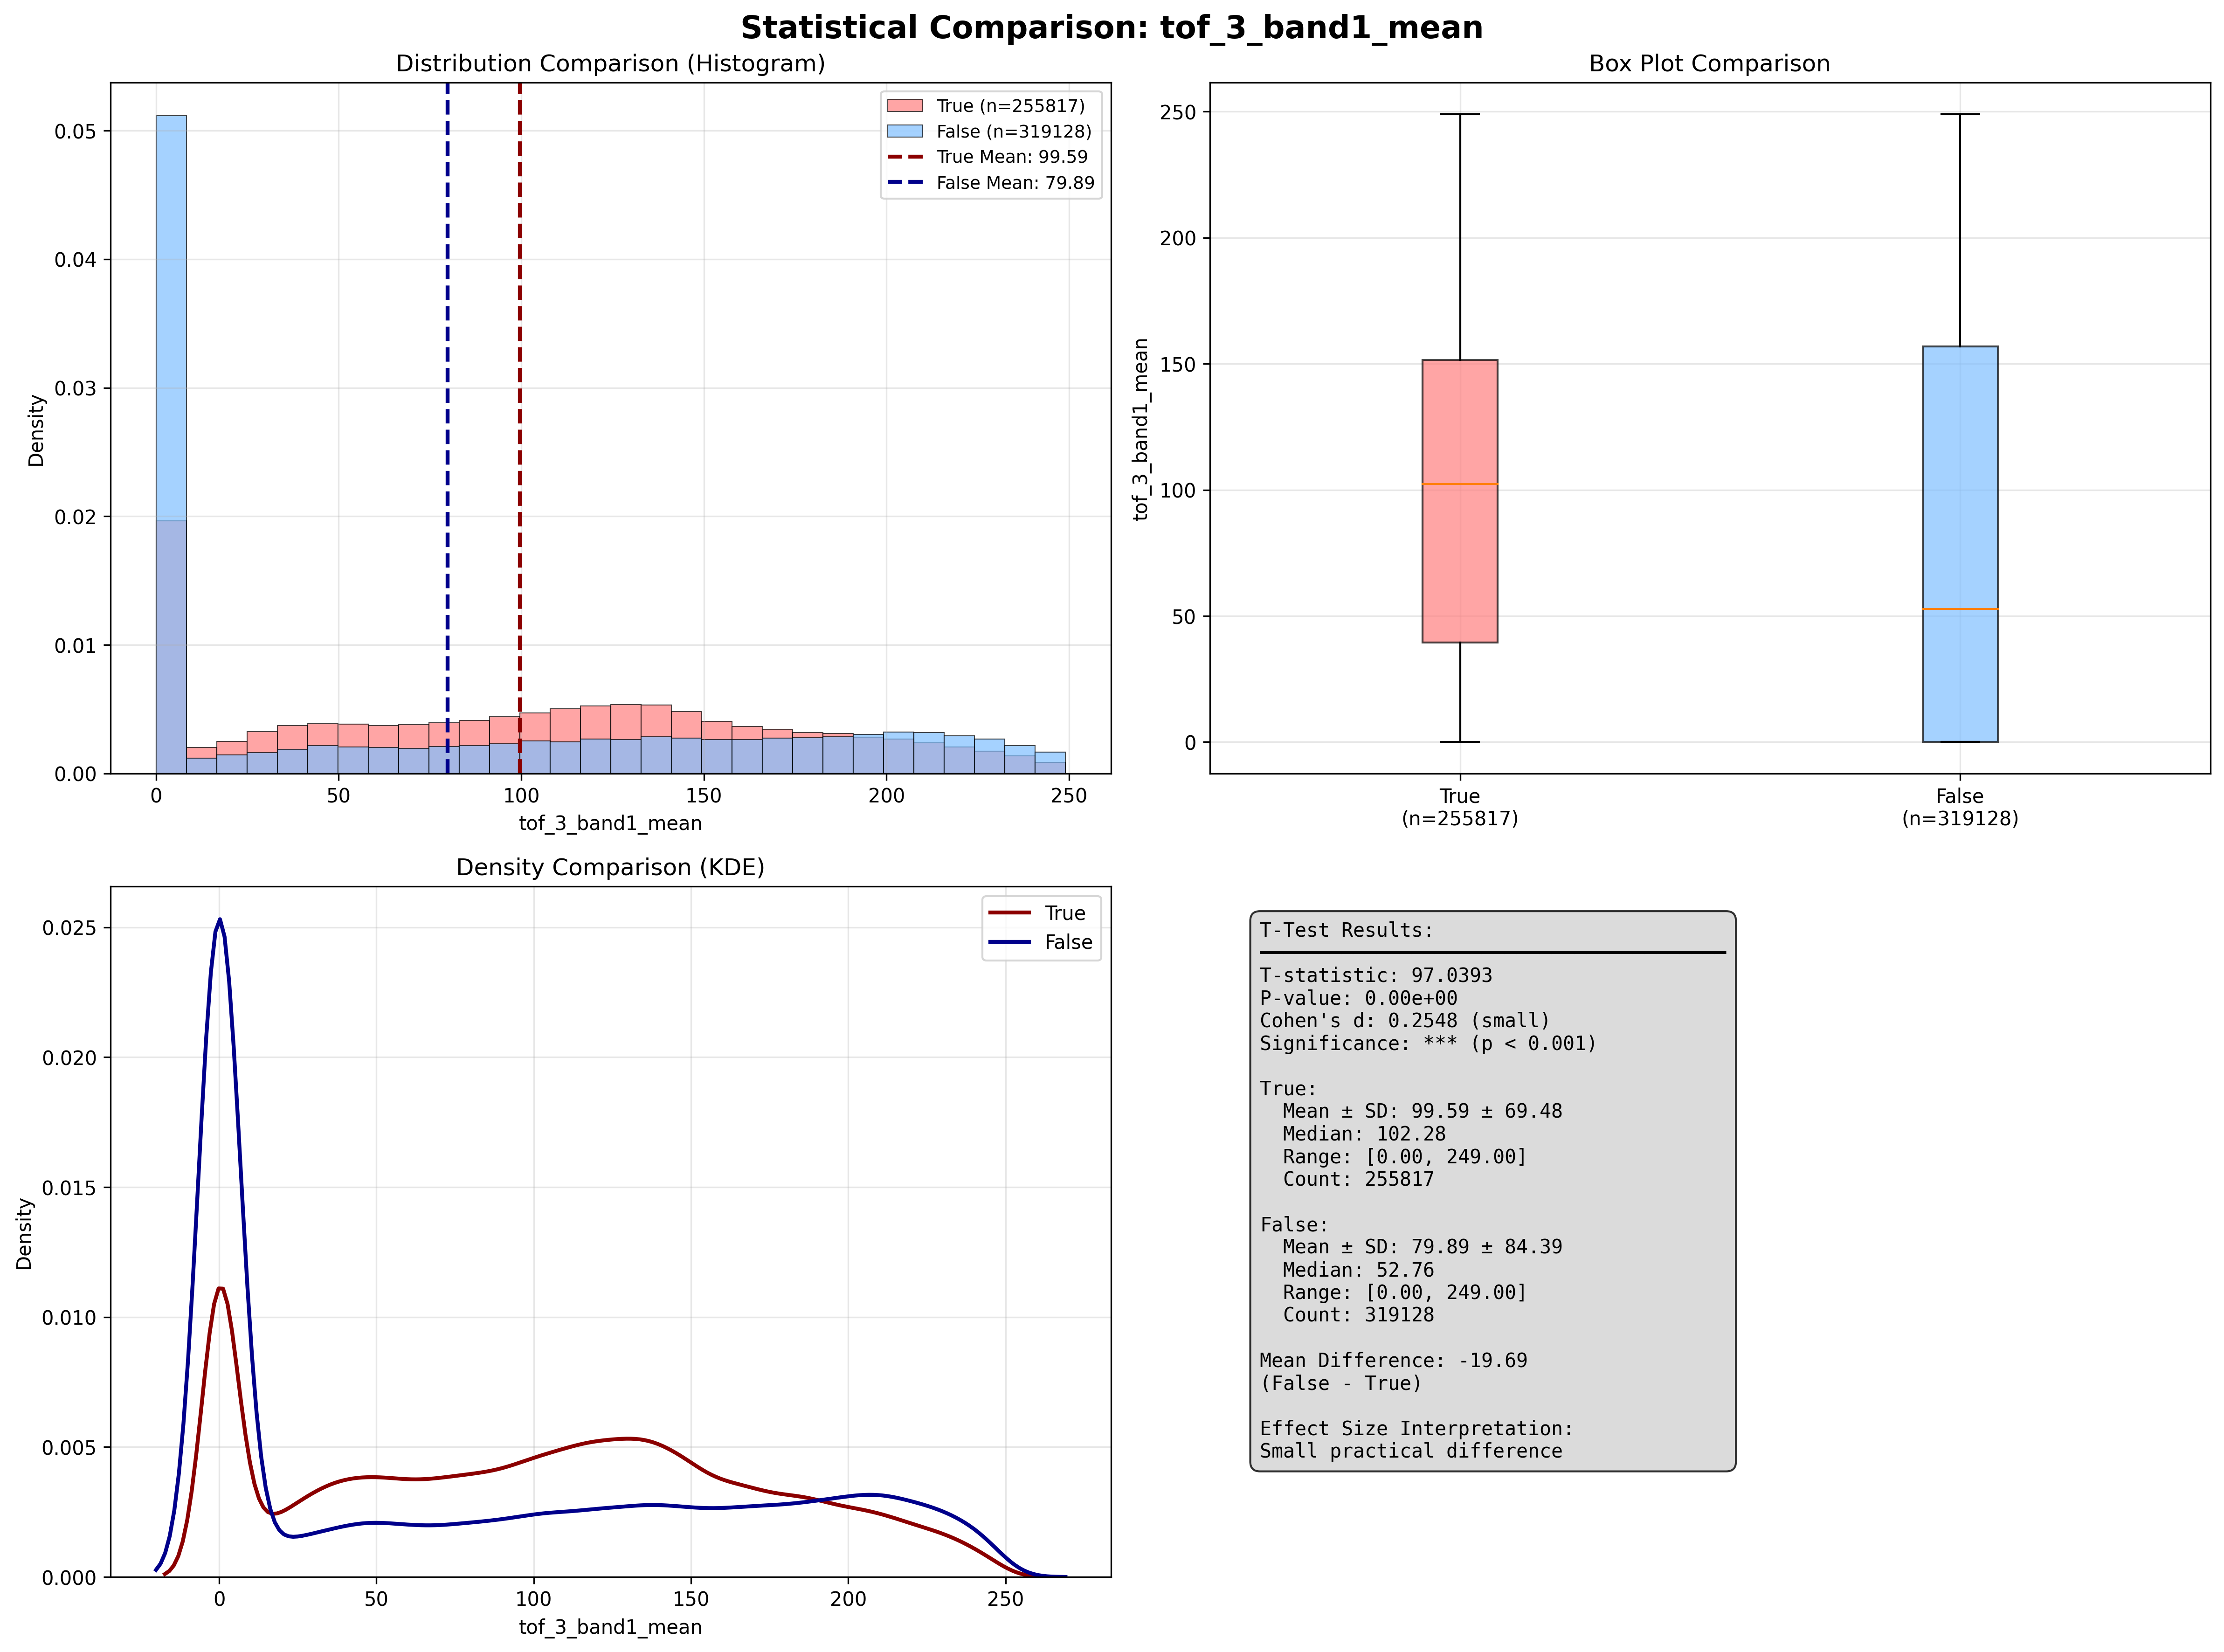 Statistical Comparison: tof_3_band1_mean
Distribution Comparison (Histogram)
Density
0.05
0.04
0.03
0.02
0.01
0.00
0 50 100 150 200 250
tof_3_band1_mean
True (n=255817)
False (n=319128)
True Mean: 99.59
False Mean: 79.89
Box Plot Comparison
tof_3_band1_mean
250
200
150
100
50
0
True
(n=255817)
False
(n=319128)
Density Comparison (KDE)
Density
0.025
0.020
0.015
0.010
0.005
0.000
0 50 100 150 200 250
tof_3_band1_mean
True
False
T-Test Results:
T-statistic: 97.0393
P-value: 0.00e+00
Cohen's d: 0.2548 (small)
Significance: *** (p < 0.001)
True:
Mean ± SD: 99.59 ± 69.48
Median: 102.28
Range: [0.00, 249.00]
Count: 255817
False:
Mean ± SD: 79.89 ± 84.39
Median: 52.76
Range: [0.00, 249.00]
Count: 319128
Mean Difference: -19.69
(False - True)
Effect Size Interpretation:
Small practical difference